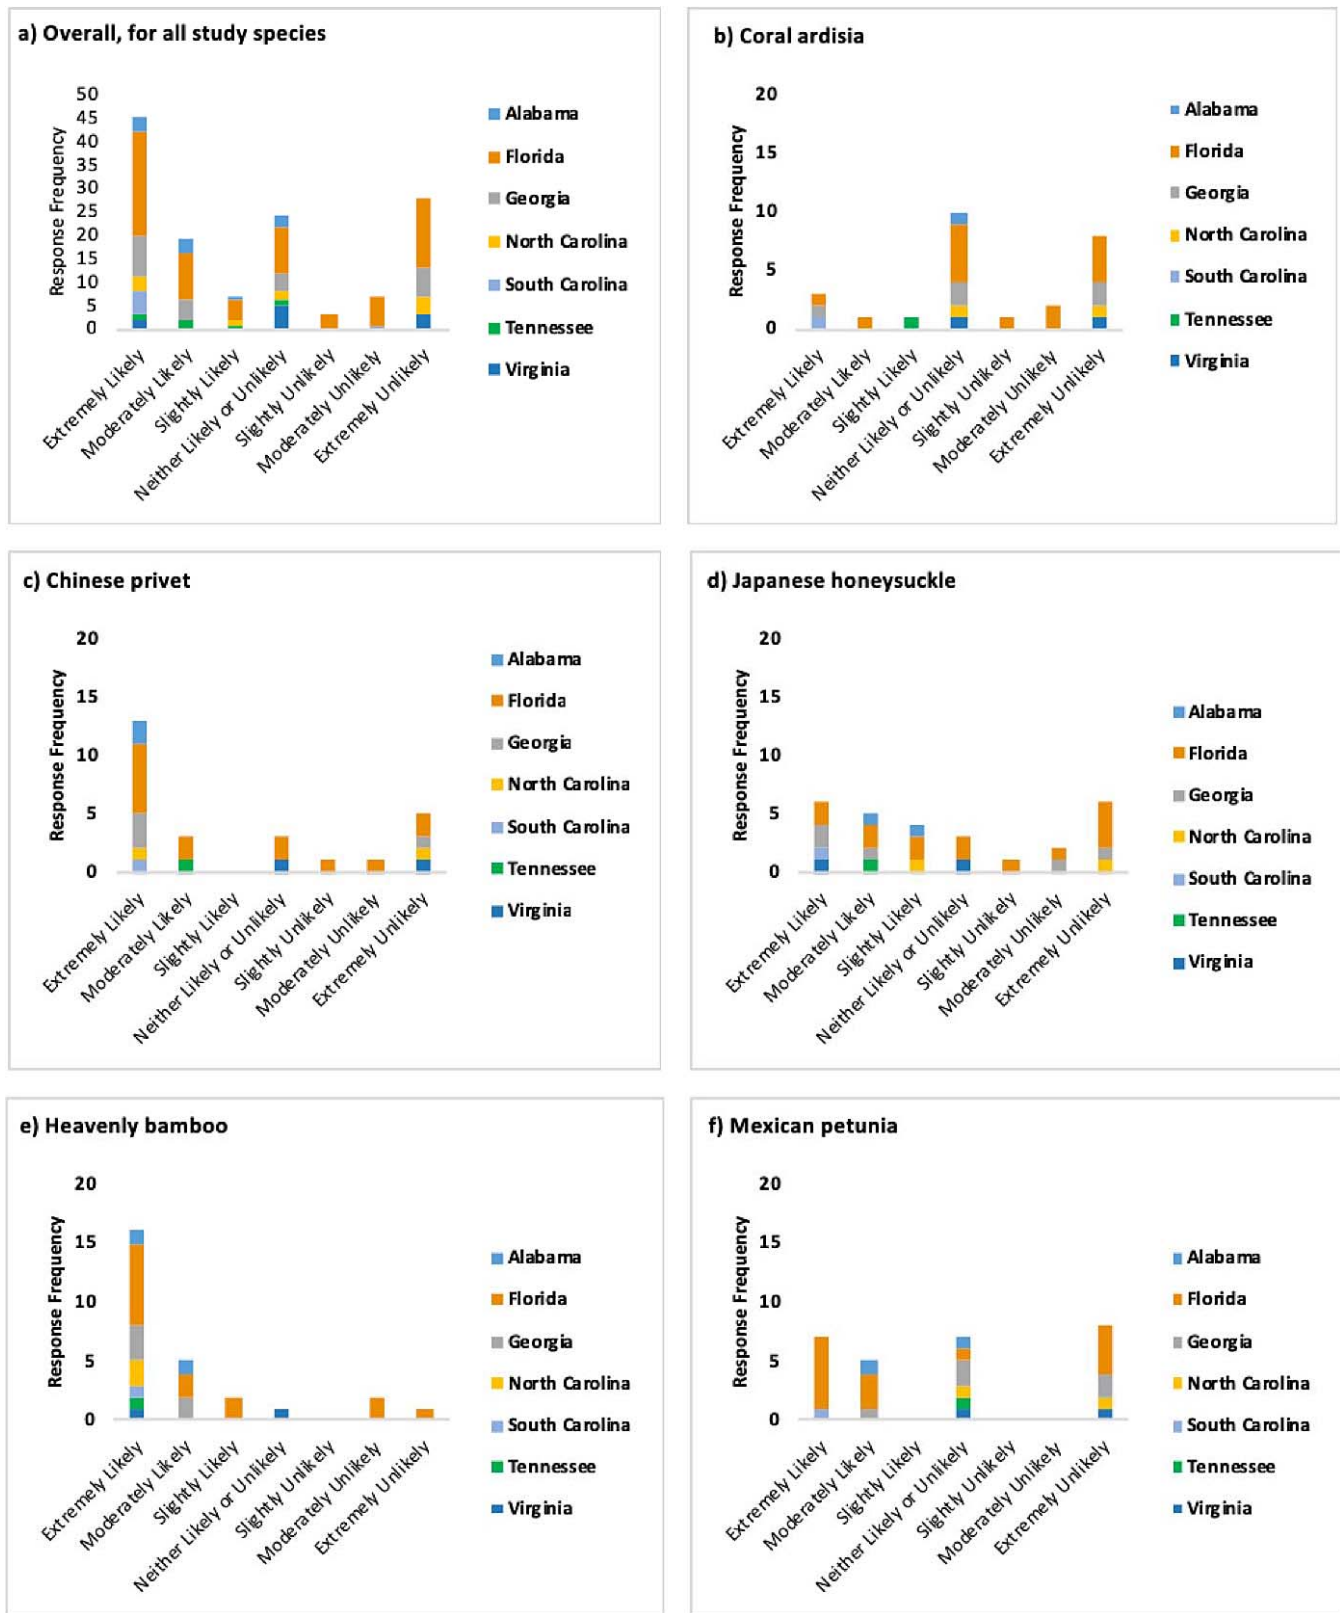 a) Overall, for all study species
Response Frequency
50
45
40
35
30
25
20
15
10
5
0
Extremely Likely
Moderately Likely
Slightly Likely
Neither Likely or Unlikely
Slightly Unlikely
Moderately Unlikely
Extremely Unlikely
Alabama
Florida
Georgia
North Carolina
South Carolina
Tennessee
Virginia
b) Coral ardisia
Response Frequency
20
15
10
5
0
Extremely Likely
Moderately Likely
Slightly Likely
Neither Likely or Unlikely
Slightly Unlikely
Moderately Unlikely
Extremely Unlikely
Alabama
Florida
Georgia
North Carolina
South Carolina
Tennessee
Virginia
c) Chinese privet
Response Frequency
20
15
10
5
0
Extremely Likely
Moderately Likely
Slightly Likely
Neither Likely or Unlikely
Slightly Unlikely
Moderately Unlikely
Extremely Unlikely
Alabama
Florida
Georgia
North Carolina
South Carolina
Tennessee
Virginia
d) Japanese honeysuckle
Response Frequency
20
15
10
5
0
Extremely Likely
Moderately Likely
Slightly Likely
Neither Likely or Unlikely
Slightly Unlikely
Moderately Unlikely
Extremely Unlikely
Alabama
Florida
Georgia
North Carolina
South Carolina
Tennessee
Virginia
e) Heavenly bamboo
Response Frequency
20
15
10
5
0
Extremely Likely
Moderately Likely
Slightly Likely
Neither Likely or Unlikely
Slightly Unlikely
Moderately Unlikely
Extremely Unlikely
Alabama
Florida
Georgia
North Carolina
South Carolina
Tennessee
Virginia
f) Mexican petunia
Response Frequency
20
15
10
5
0
Extremely Likely
Moderately Likely
Slightly Likely
Neither Likely or Unlikely
Slightly Unlikely
Moderately Unlikely
Extremely Unlikely
Alabama
Florida
Georgia
North Carolina
South Carolina
Tennessee
Virginia